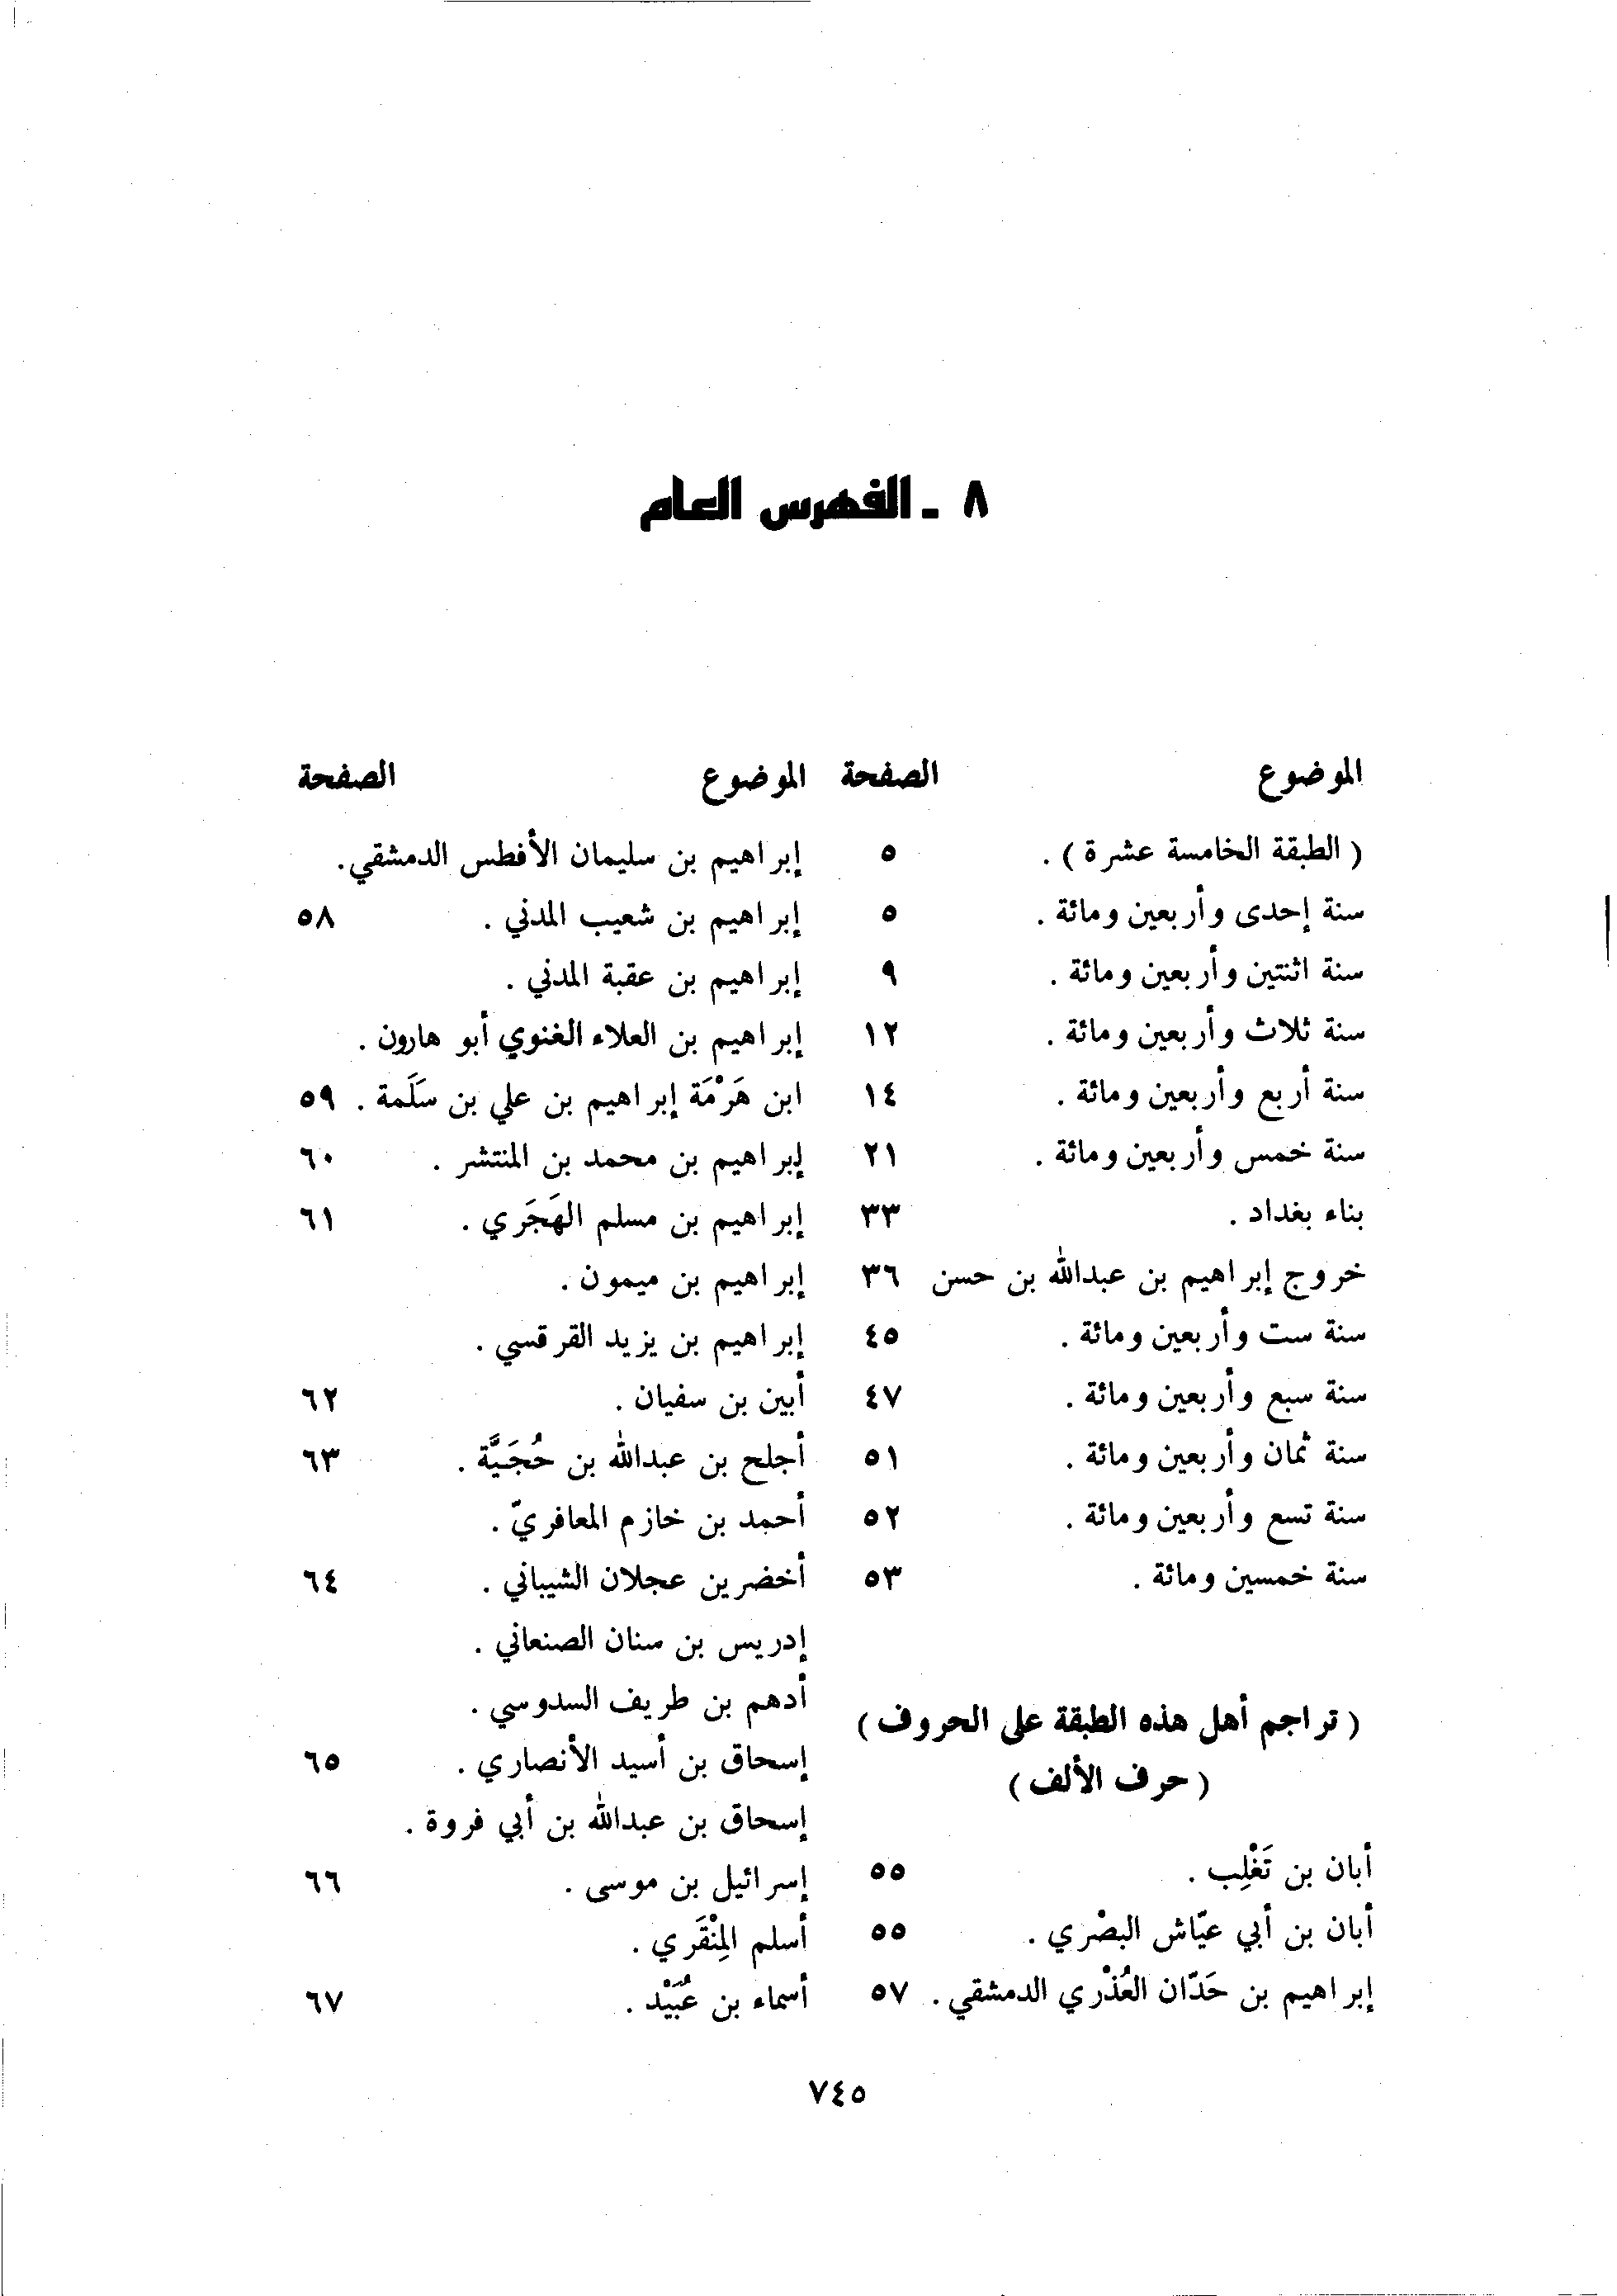 ٨ ـ الفهرس العام
الموضوع الصفحة
( الطبقة الخامسة عشرة ) . ٥
سنة إحدى وأربعين ومائة . ٥
سنة اثنتين وأربعين ومائة . ٩
سنة ثلاث وأربعين ومائة . ١٢
سنة أربع وأربعين ومائة . ١٤
سنة خمس وأربعين ومائة . ٢١
بناء بغداد . ٣٣
خروج إبراهيم بن عبدالله بن حسن ٣٦
سنة ست وأربعين ومائة . ٤٥
سنة سبع وأربعين ومائة . ٤٧
سنة ثمان وأربعين ومائة . ٥١
سنة تسع وأربعين ومائة . ٥٢
سنة خمسين ومائة . ٥٣
( تراجم أهل هذه الطبقة على الحروف )
( حرف الألف )
أبان بن تَغْلِب . ٥٥
أبان بن أبي عيّاش البصْري . ٥٥
إبراهيم بن حَدّان العُذْري الدمشقي . ٥٧
الموضوع الصفحة
إبراهيم بن سليمان الأفطس الدمشقي .
إبراهيم بن شعيب المدني . ٥٨
إبراهيم بن عقبة المدني .
إبراهيم بن العلاء الغنوي أبو هارون .
ابن هَرْمَة إبراهيم بن علي بن سَلَمة . ٥٩
إبراهيم بن محمد بن المنتشر . ٦٠
إبراهيم بن مسلم الهَجَري . ٦١
إبراهيم بن ميمون .
إبراهيم بن يزيد القرقسي .
أبين بن سفيان . ٦٢
أجلح بن عبدالله بن حُجَيَّة . ٦٣
أحمد بن خازم المعافريّ .
أخضر بن عجلان الشيباني . ٦٤
إدريس بن سنان الصنعاني .
أدهم بن طريف السدوسي .
إسحاق بن أسيد الأنصاري . ٦٥
إسحاق بن عبدالله بن أبي فروة .
إسرائيل بن موسى . ٦٦
أسلم المِنْقَري .
أسماء بن عُبَيْد . ٦٧
٧٤٥